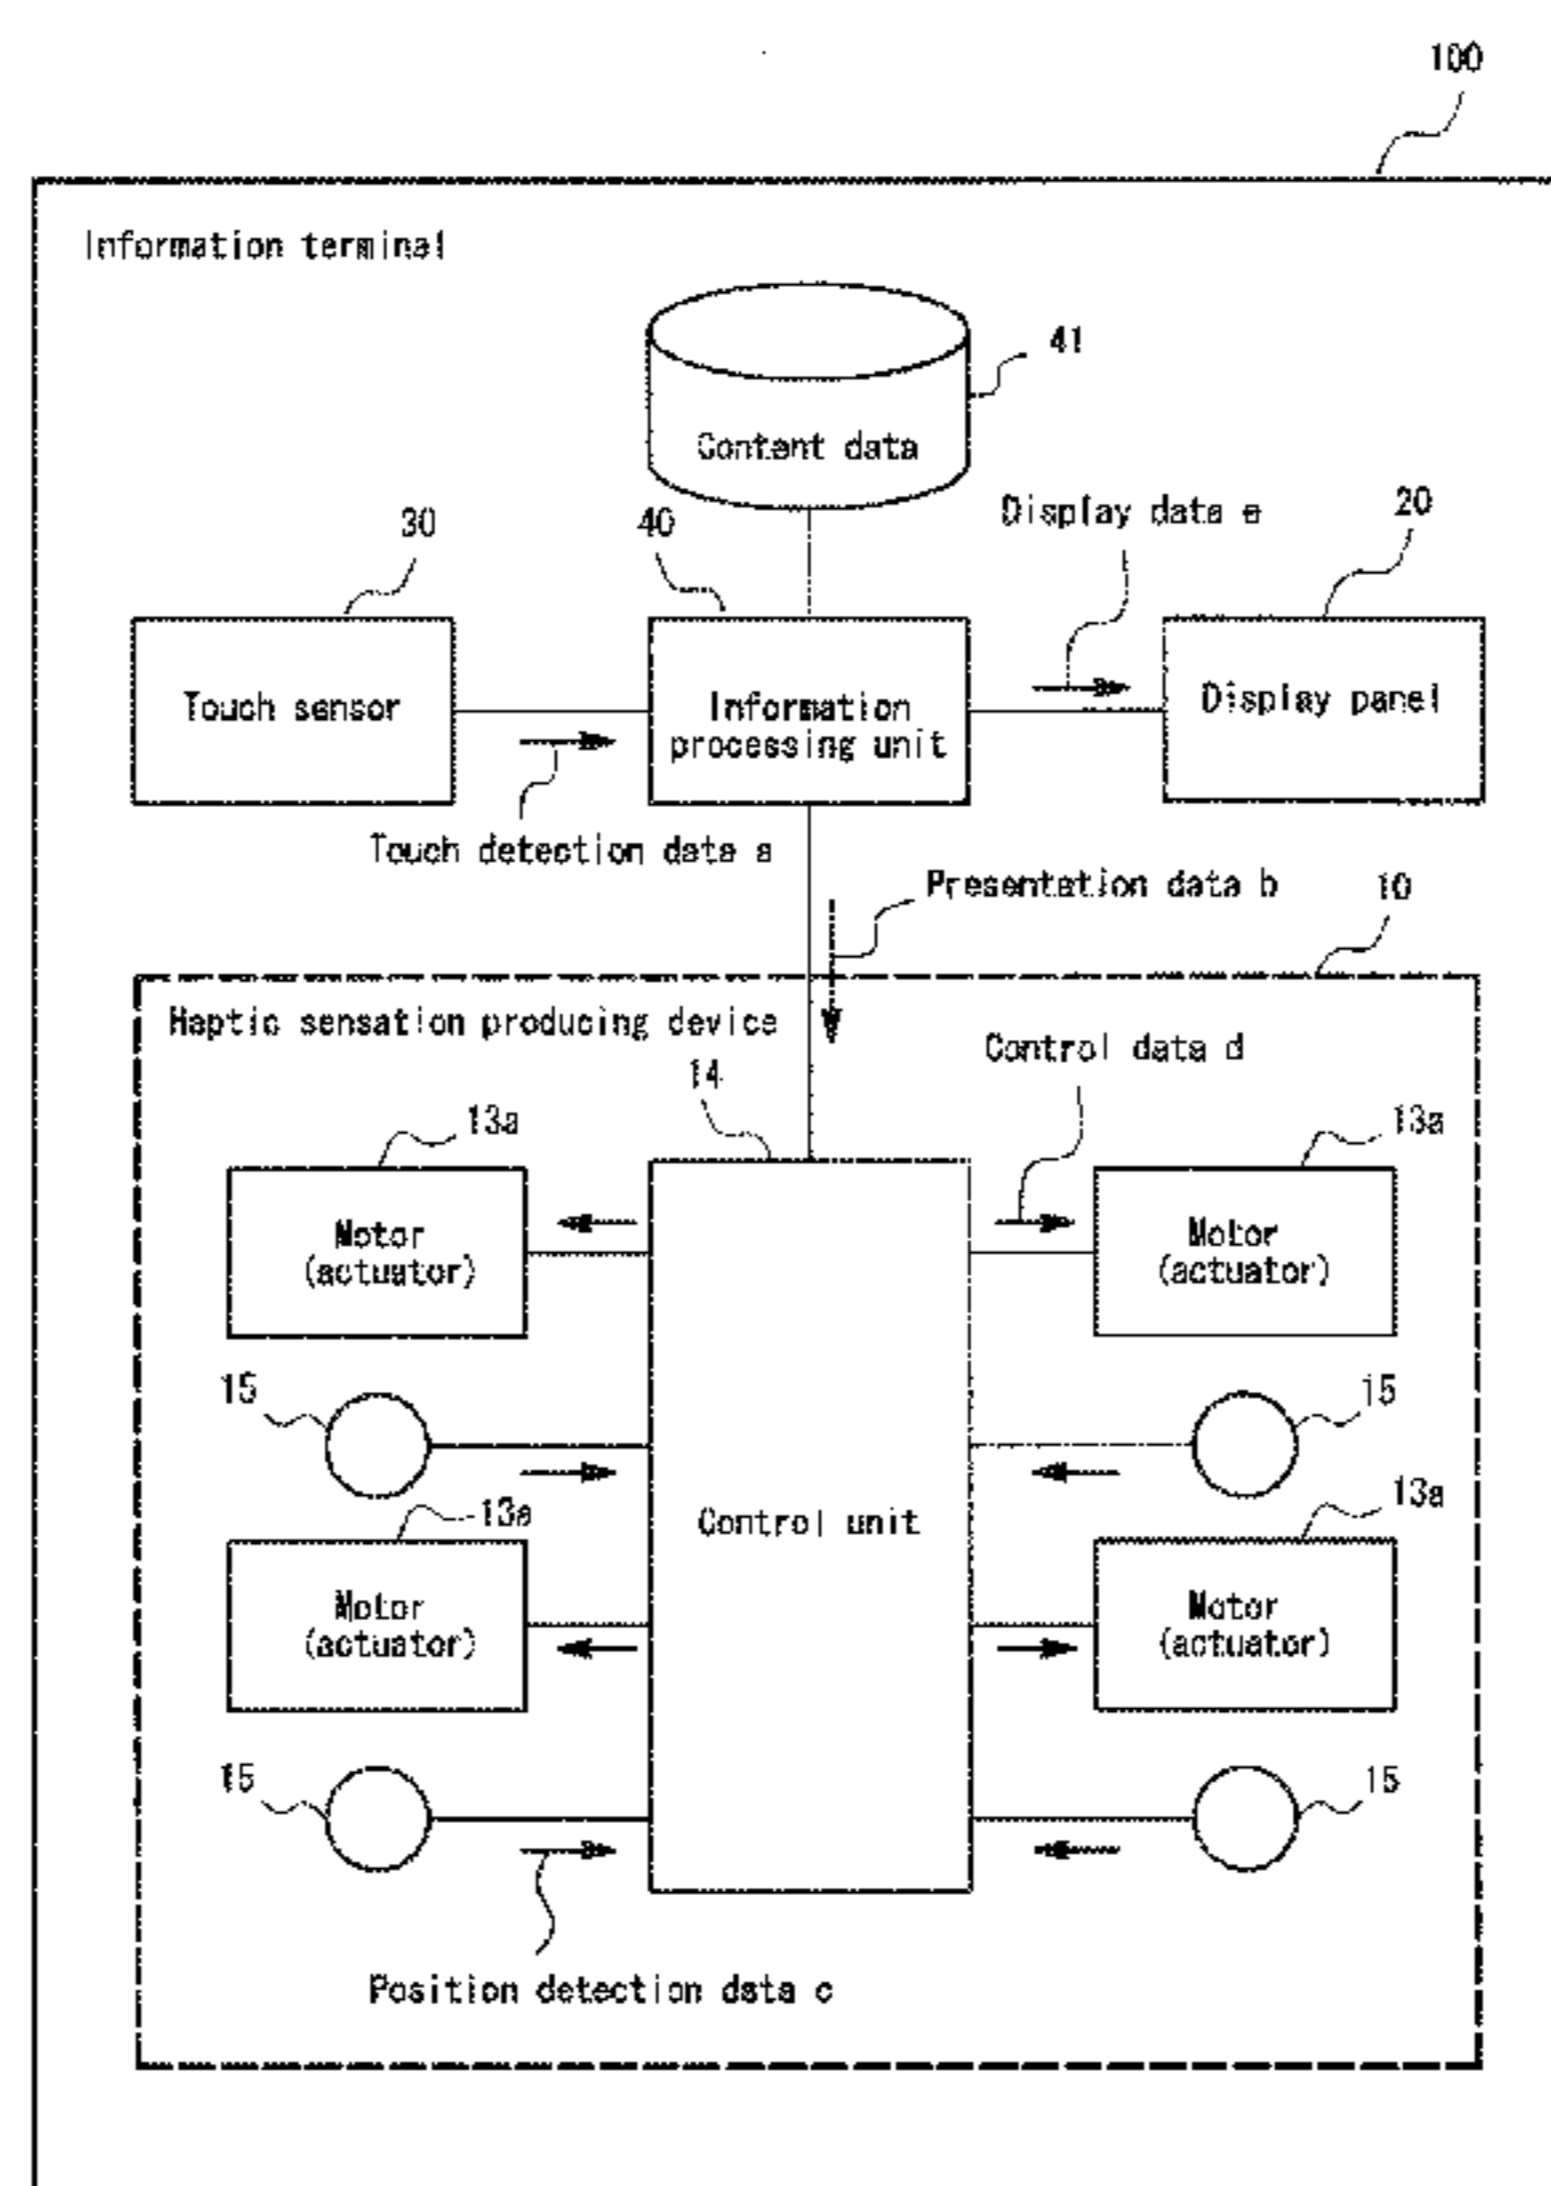 100
Information terminal
41
Content data
Display data e
20
30
40
Touch sensor
Information
processing unit
Display panel
Touch detection data a
Presentation data b
10
Haptic sensation producing device
Control data d
14
13a
13a
Motor
(actuator)
Motor
(actuator)
15
15
13a
13a
Control unit
Motor
(actuator)
Motor
(actuator)
15
15
Position detection data c